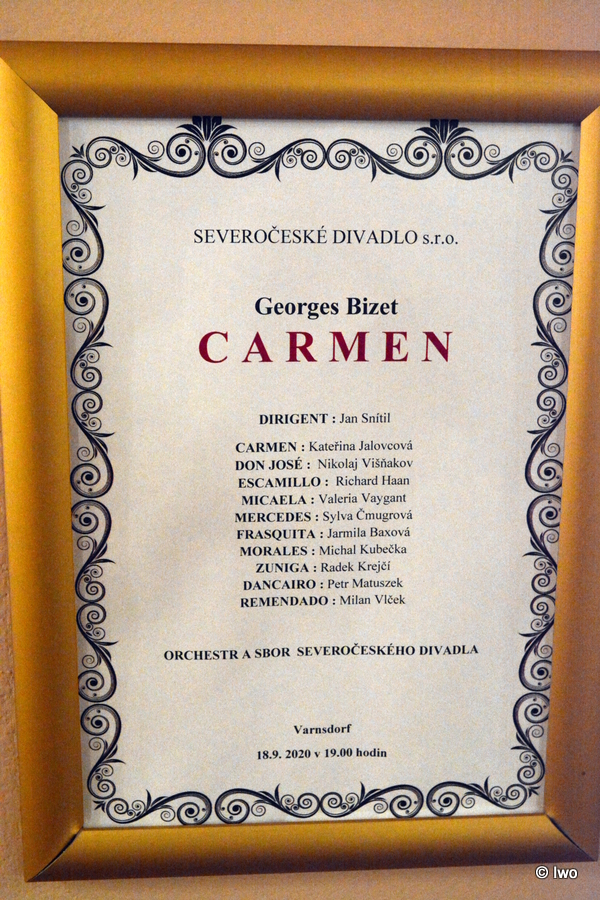 SEVEROČESKÉ DIVADLO s.r.o.
Georges Bizet
CARMEN
DIRIGENT : Jan Snítil
CARMEN : Kateřina Jalovcová
DON JOSÉ : Nikolaj Višňakov
ESCAMILLO : Richard Haan
MICAELA : Valeria Vaygant
MERCEDES : Sylva Čmugrová
FRASQUITA : Jarmila Baxová
MORALES : Michal Kubečka
ZUNIGA : Radek Krejčí
DANCAIRO : Petr Matuszek
REMENDADO : Milan Vlček
ORCHESTR A SBOR SEVEROČESKÉHO DIVADLA
Varnsdorf
18.9. 2020 v 19.00 hodin
© lwo